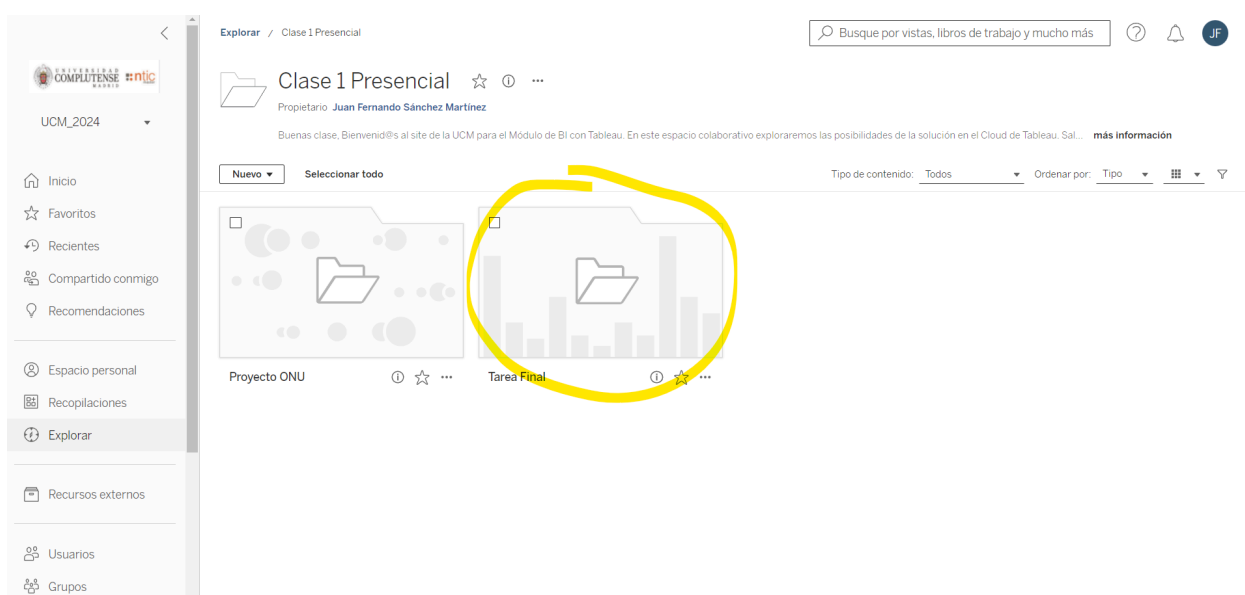 Explorar / Clase 1 Presencial
Busque por vistas, libros de trabajo y mucho más
JF
UNIVERSIDAD
COMPLUTENSE
MADRID
ntic
UCM_2024
Clase 1 Presencial
Propietario Juan Fernando Sánchez Martínez
Buenas clase, Bienvenid@s al site de la UCM para el Módulo de BI con Tableau. En este espacio colaborativo exploraremos las posibilidades de la solución en el Cloud de Tableau. Sal... más información
Nuevo Seleccionar todo Tipo de contenido: Todos Ordenar por: Tipo
Inicio
Favoritos
Recientes
Compartido conmigo
Recomendaciones
Espacio personal
Recopilaciones
Explorar
Recursos externos
Usuarios
Grupos
Proyecto ONU
Tarea Final